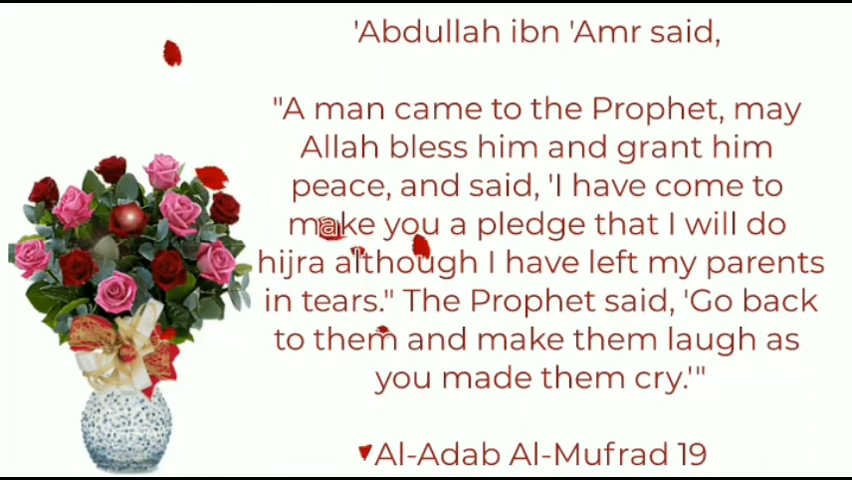 'Abdullah ibn 'Amr said,
"A man came to the Prophet, may
Allah bless him and grant him
peace, and said, 'I have come to
make you a pledge that I will do
hijra although I have left my parents
in tears." The Prophet said, 'Go back
to them and make them laugh as
you made them cry.'"
Al-Adab Al-Mufrad 19